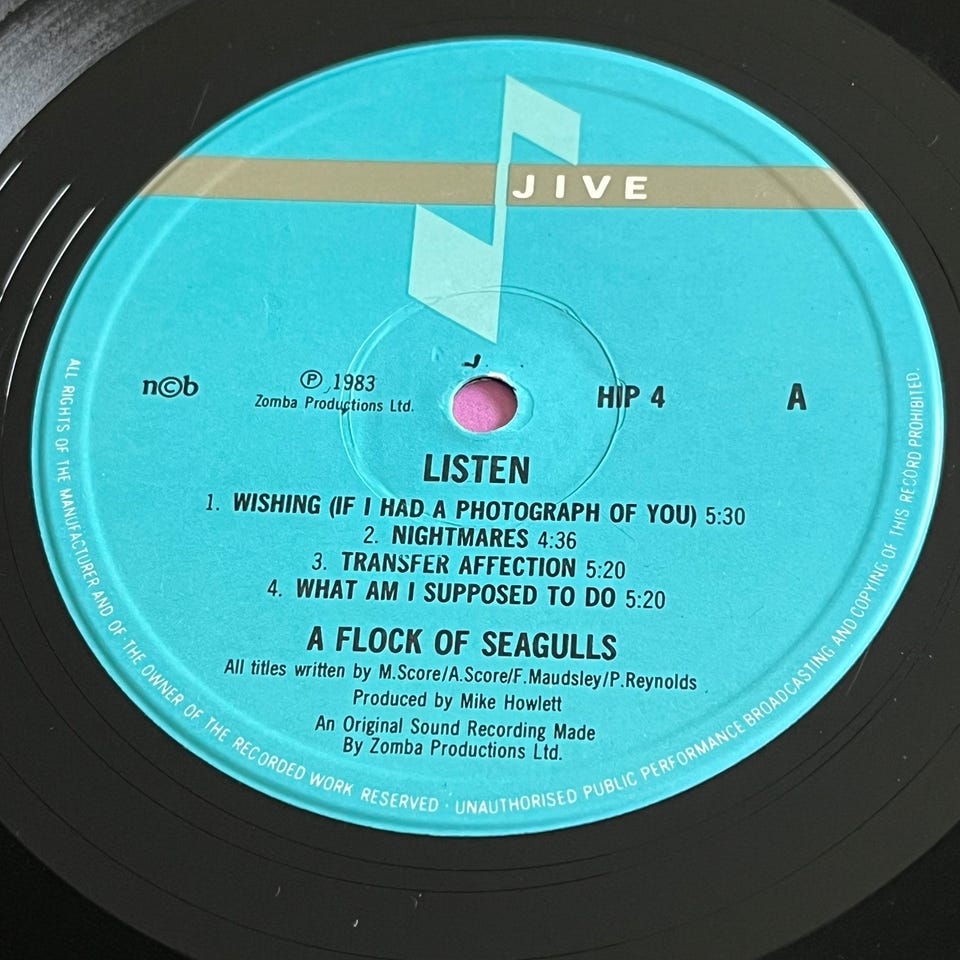 JIVE
n©b
℗ 1983
Zomba Productions Ltd.
HIP 4
A
LISTEN
1. WISHING (IF I HAD A PHOTOGRAPH OF YOU) 5:30
2. NIGHTMARES 4:36
3. TRANSFER AFFECTION 5:20
4. WHAT AM I SUPPOSED TO DO 5:20
A FLOCK OF SEAGULLS
All titles written by M.Score/A.Score/F.Maudsley/P.Reynolds
Produced by Mike Howlett
An Original Sound Recording Made
By Zomba Productions Ltd.
ALL RIGHTS OF THE MANUFACTURER AND OF THE OWNER OF THE RECORDED WORK RESERVED · UNAUTHORISED PUBLIC PERFORMANCE BROADCASTING AND COPYING OF THIS RECORD PROHIBITED.